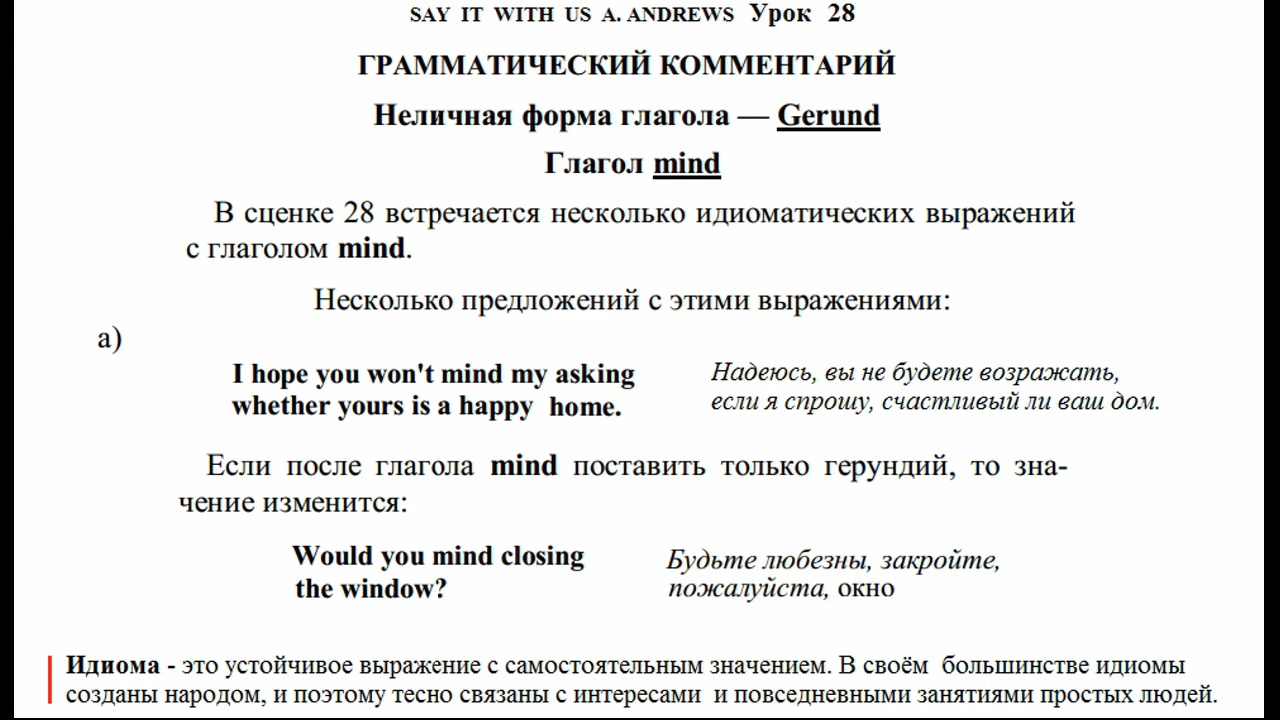 SAY IT WITH US A. ANDREWS Урок 28
ГРАММАТИЧЕСКИЙ КОММЕНТАРИЙ
Неличная форма глагола — Gerund
Глагол mind
В сценке 28 встречается несколько идиоматических выражений
с глаголом mind.
Несколько предложений с этими выражениями:
а)
I hope you won't mind my asking
whether yours is a happy home.
Надеюсь, вы не будете возражать,
если я спрошу, счастливый ли ваш дом.
Если после глагола mind поставить только герундий, то зна-
чение изменится:
Would you mind closing
the window?
Будьте любезны, закройте,
пожалуйста, окно
Идиома - это устойчивое выражение с самостоятельным значением. В своём большинстве идиомы
созданы народом, и поэтому тесно связаны с интересами и повседневными занятиями простых людей.